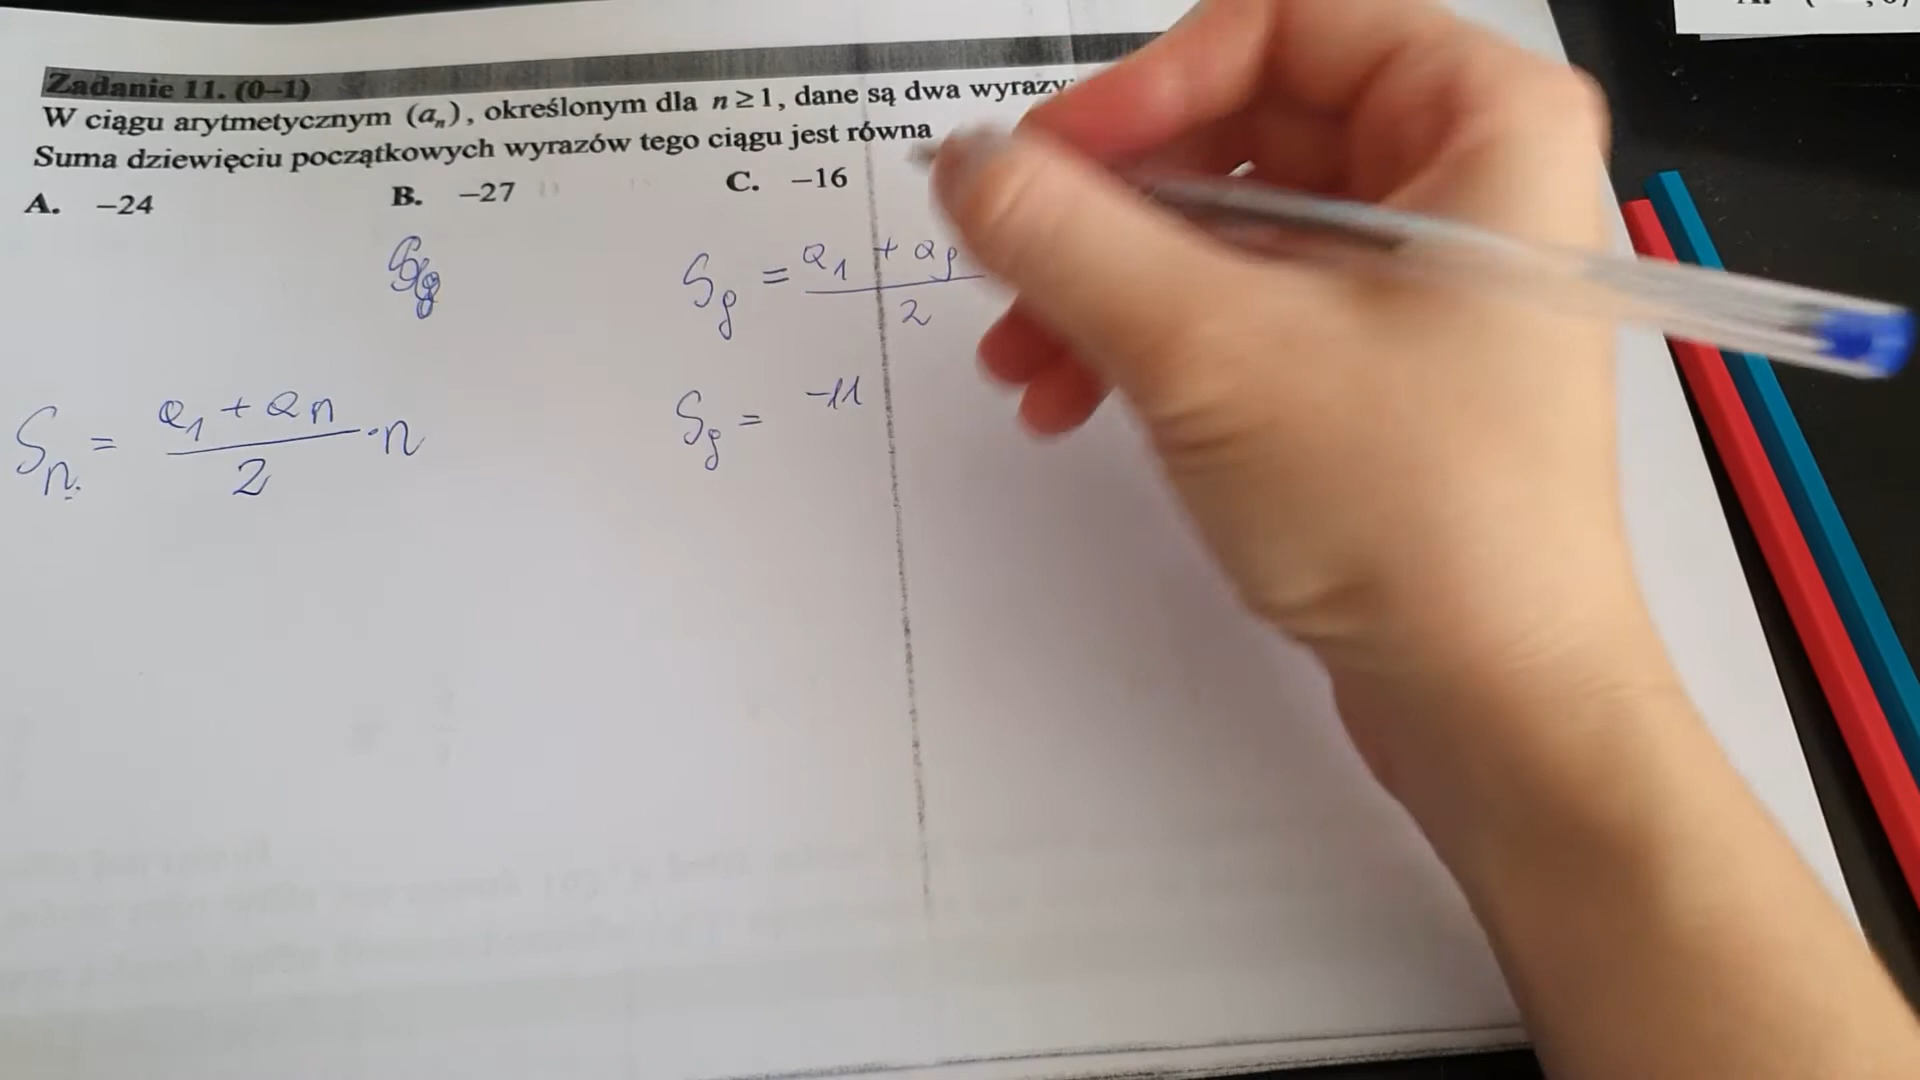 Zadanie 11. (0–1)
W ciągu arytmetycznym (aₙ), określonym dla n ≥ 1, dane są dwa wyrazy:
Suma dziewięciu początkowych wyrazów tego ciągu jest równa
A. –24 B. –27 C. –16
S₉ = a₁ + a₉ / 2
Sₙ = a₁ + aₙ / 2 · n
S₉ = -11